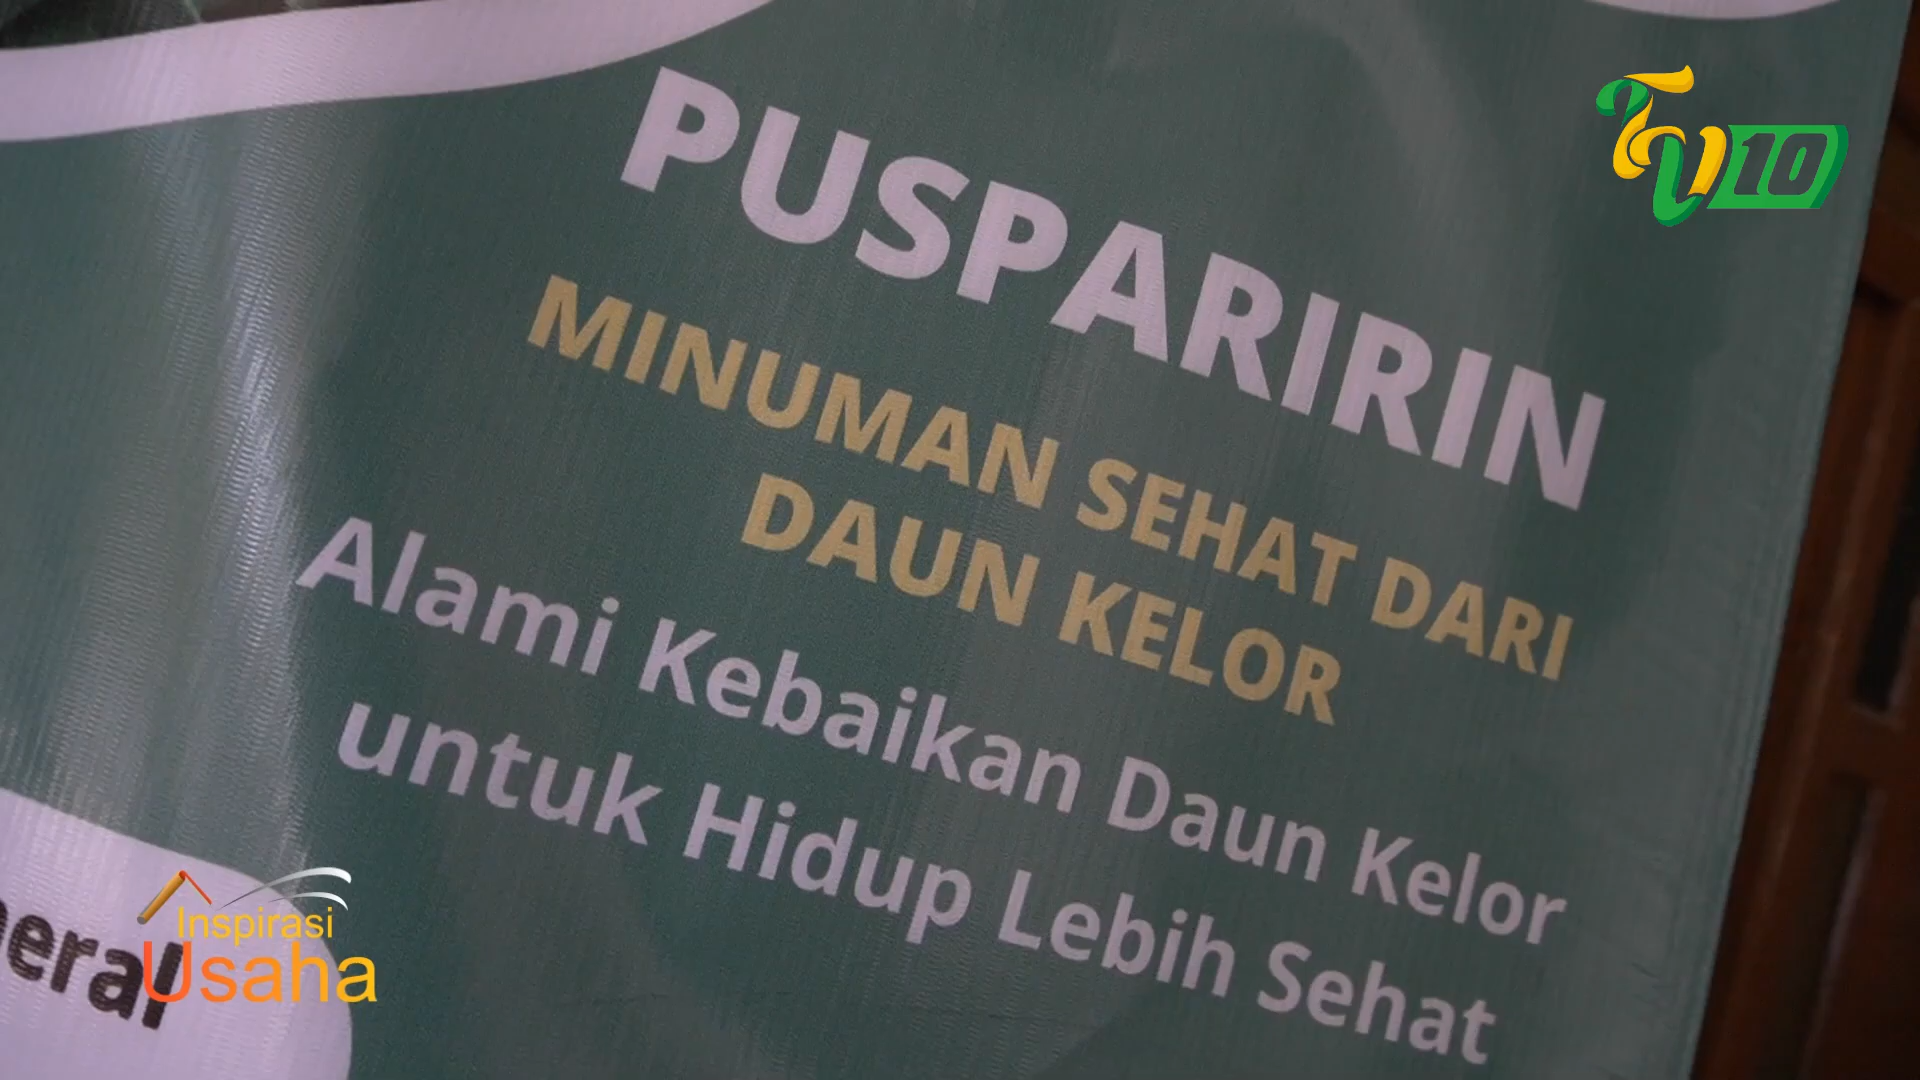 TV10
PUSPARIRIN
MINUMAN SEHAT DARI
DAUN KELOR
Alami Kebaikan Daun Kelor
untuk Hidup Lebih Sehat
Inspirasi
Usaha